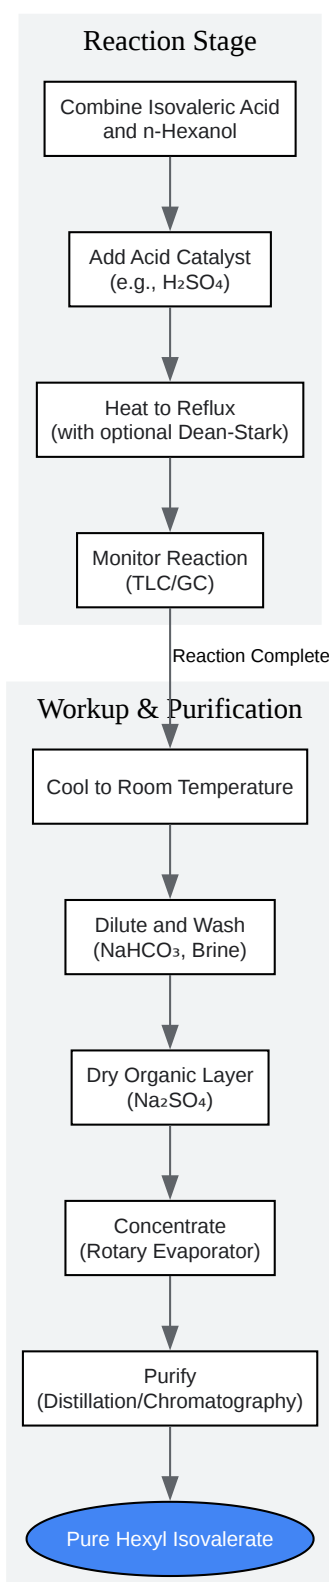 Reaction Stage
Combine Isovaleric Acid
and n-Hexanol
Add Acid Catalyst
(e.g., H₂SO₄)
Heat to Reflux
(with optional Dean-Stark)
Monitor Reaction
(TLC/GC)
Reaction Complete
Workup & Purification
Cool to Room Temperature
Dilute and Wash
(NaHCO₃, Brine)
Dry Organic Layer
(Na₂SO₄)
Concentrate
(Rotary Evaporator)
Purify
(Distillation/Chromatography)
Pure Hexyl Isovalerate